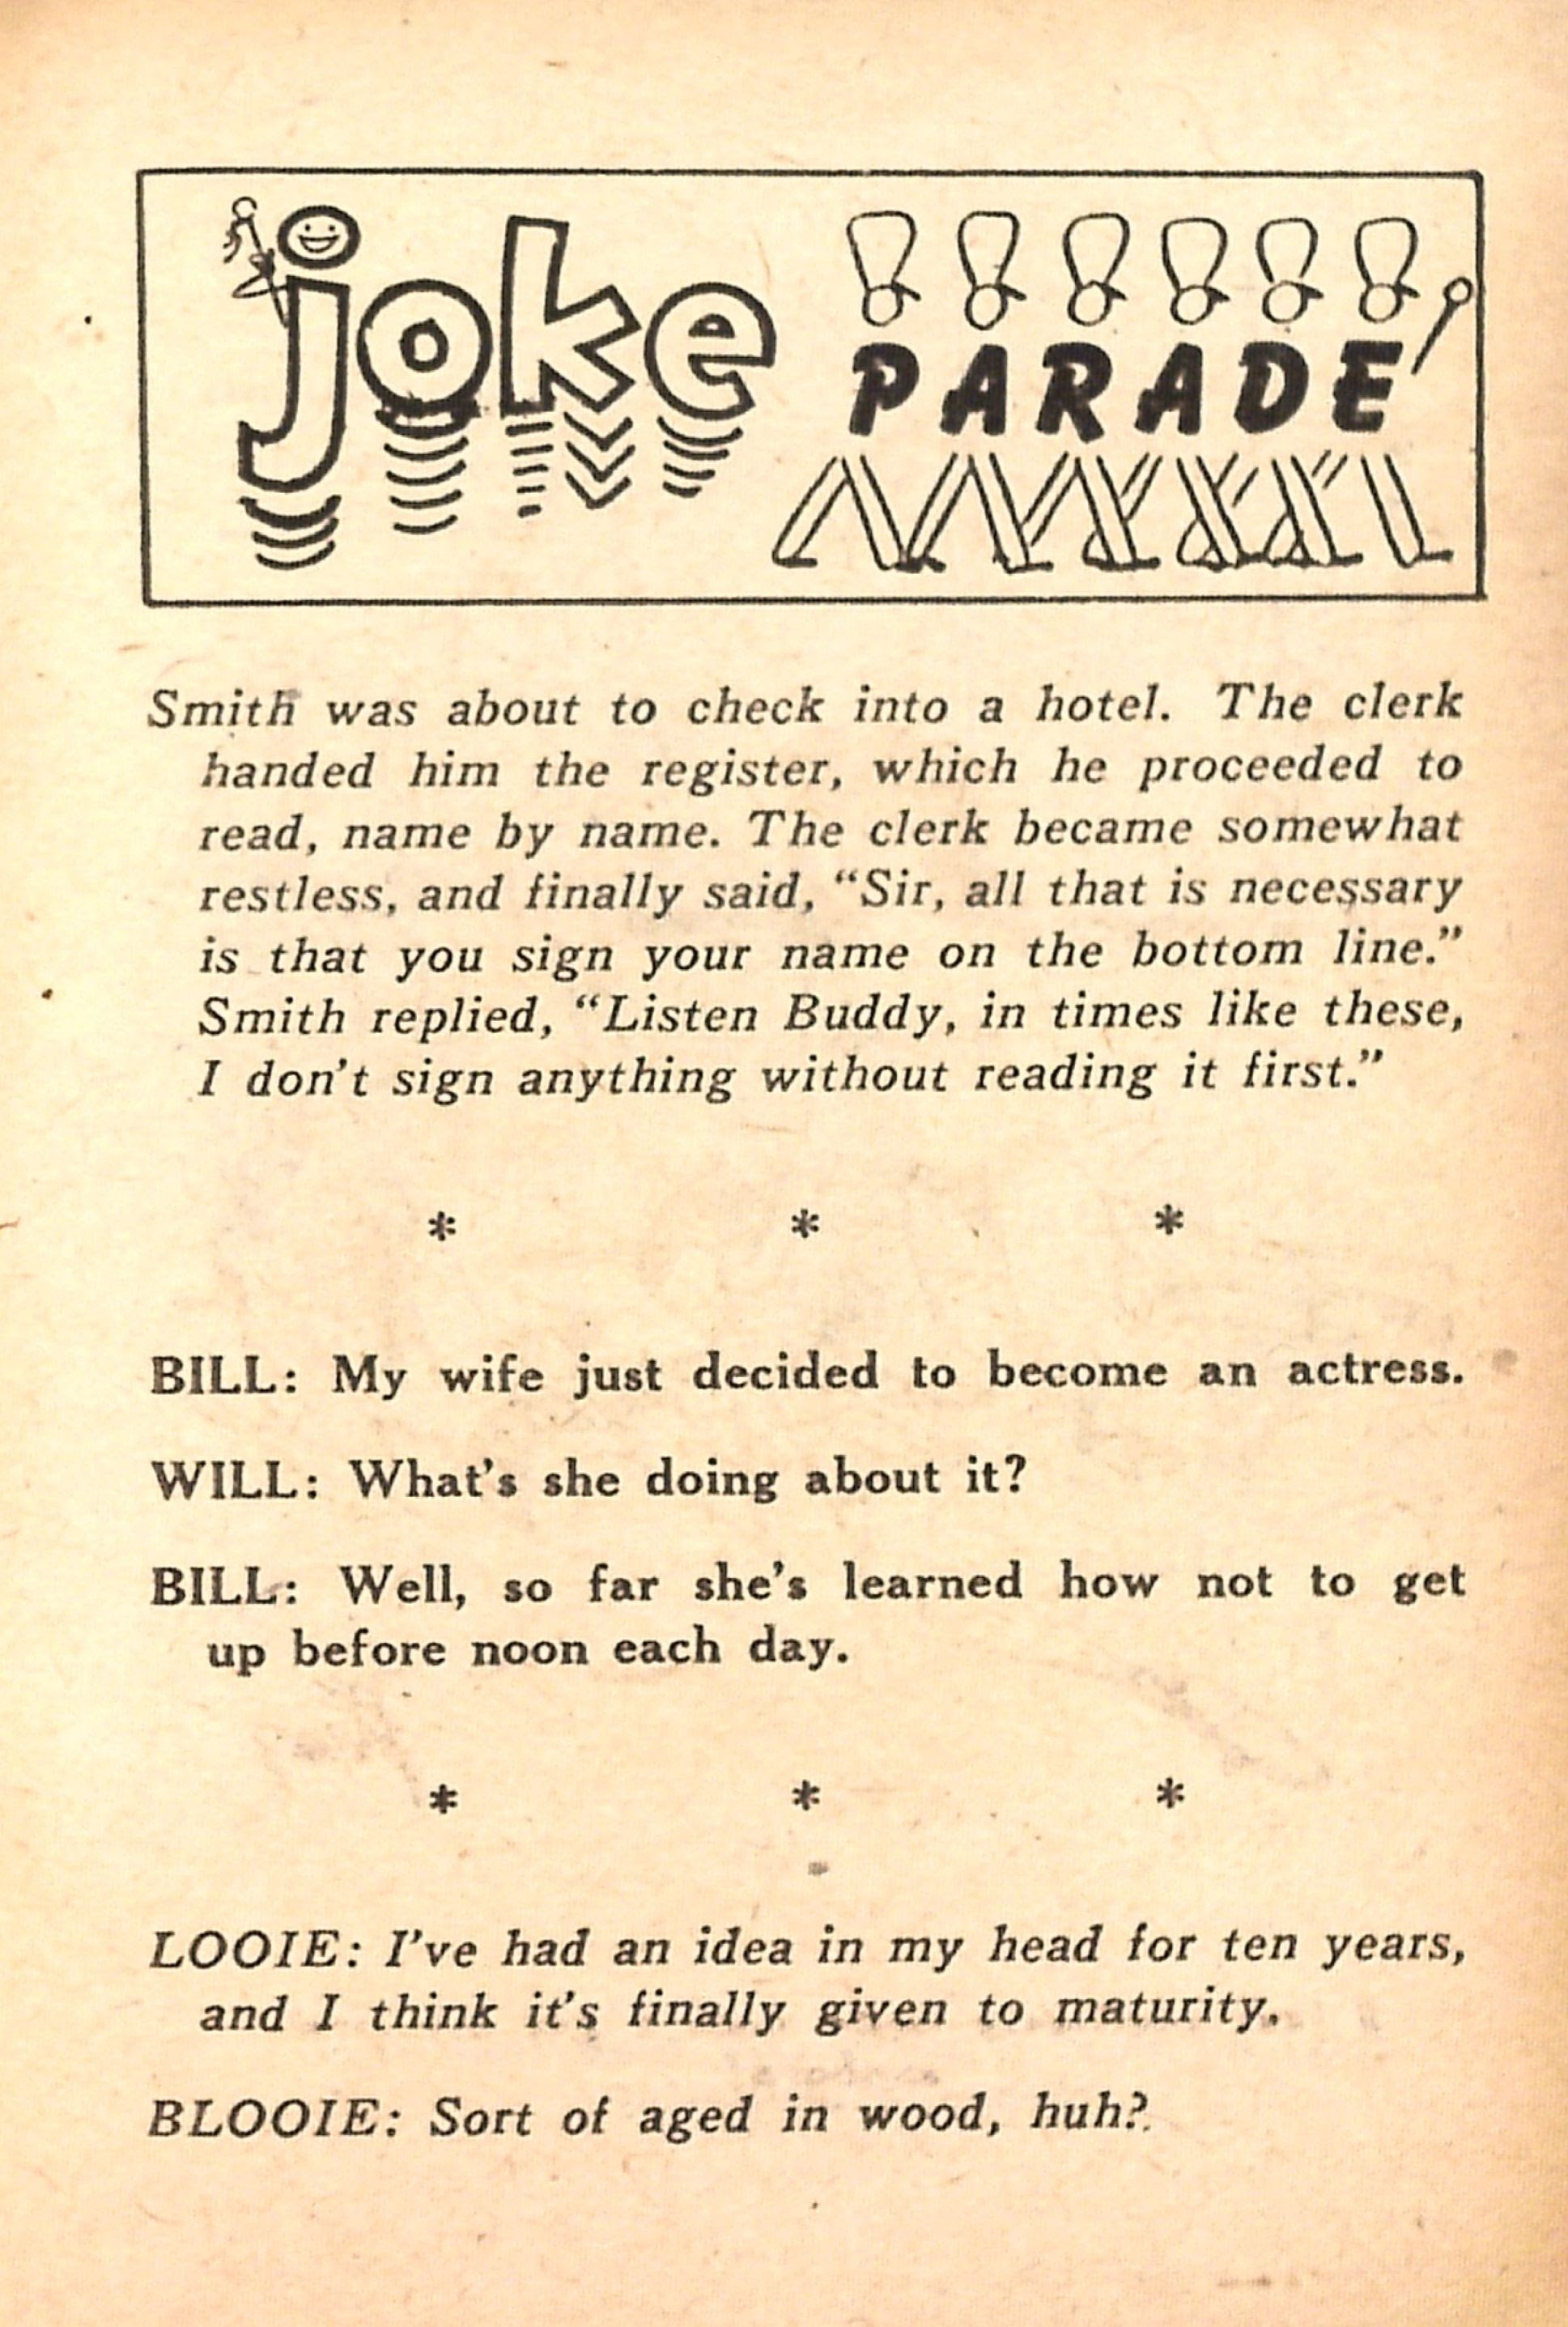 joke PARADE
Smith was about to check into a hotel. The clerk
handed him the register, which he proceeded to
read, name by name. The clerk became somewhat
restless, and finally said, “Sir, all that is necessary
is that you sign your name on the bottom line.”
Smith replied, “Listen Buddy, in times like these,
I don't sign anything without reading it first.”
* * *
BILL: My wife just decided to become an actress.
WILL: What's she doing about it?
BILL: Well, so far she's learned how not to get
up before noon each day.
* * *
LOOIE: I've had an idea in my head for ten years,
and I think it's finally given to maturity.
BLOOIE: Sort of aged in wood, huh?